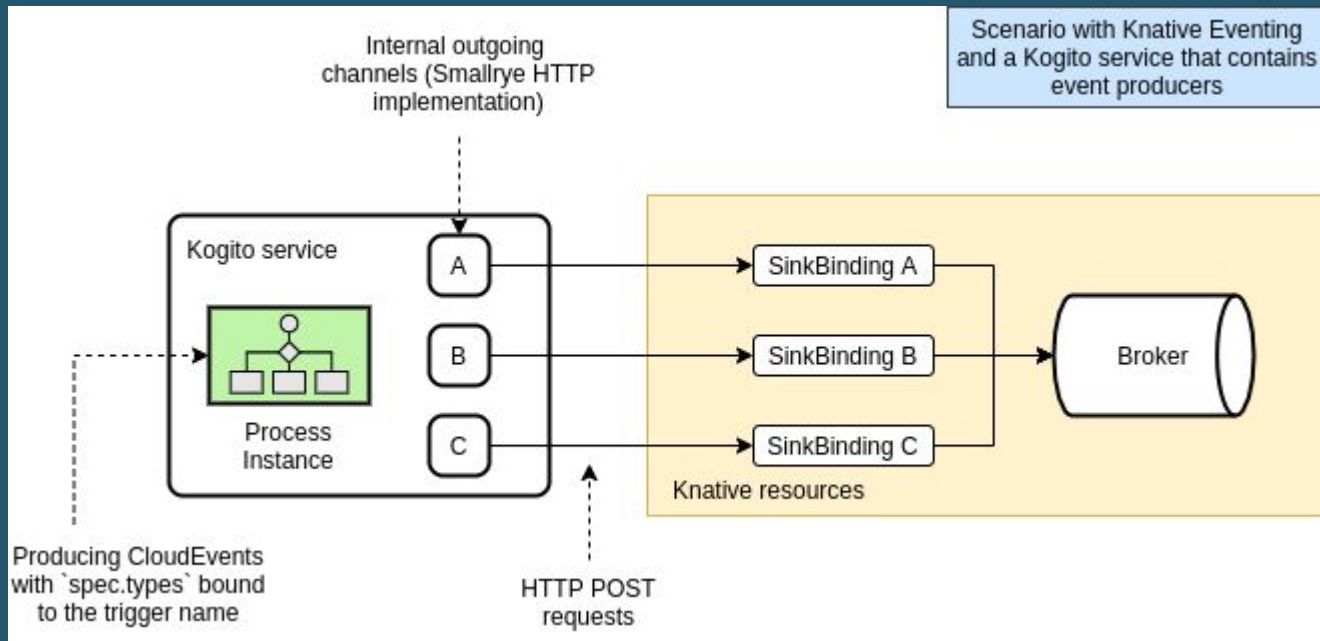 Internal outgoing
channels (Smallrye HTTP
implementation)
Scenario with Knative Eventing
and a Kogito service that contains
event producers
Kogito service
A
SinkBinding A
B
SinkBinding B
Broker
Process
Instance
C
SinkBinding C
Knative resources
Producing CloudEvents
with `spec.types` bound
to the trigger name
HTTP POST
requests